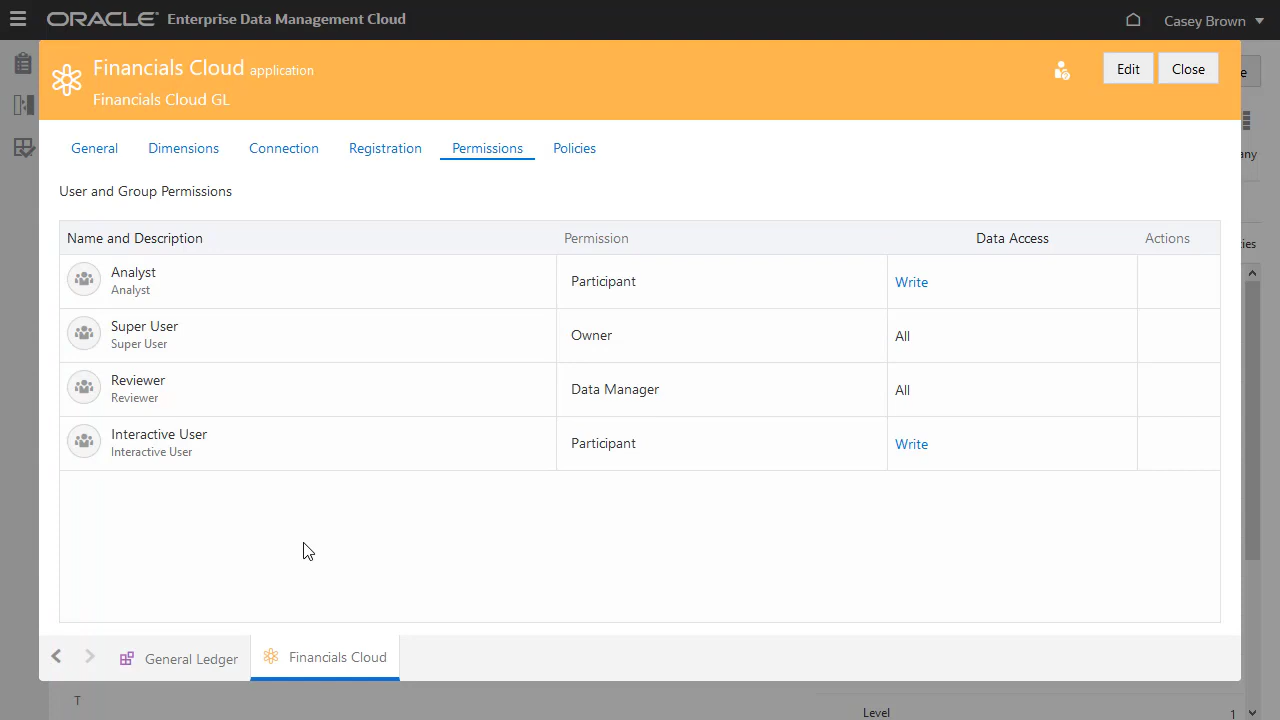 ORACLE® Enterprise Data Management Cloud
Casey Brown
Financials Cloud application
Financials Cloud GL
Edit
Close
e
General
Dimensions
Connection
Registration
Permissions
Policies
any
User and Group Permissions
Name and Description
Permission
Data Access
Actions
ies
Analyst
Analyst
Participant
Write
Super User
Super User
Owner
All
Reviewer
Reviewer
Data Manager
All
Interactive User
Interactive User
Participant
Write
General Ledger
Financials Cloud
T
Level
1